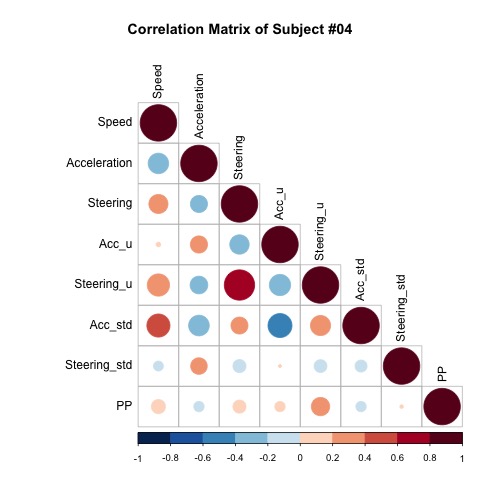 Correlation Matrix of Subject #04
Speed
Acceleration
Steering
Acc_u
Steering_u
Acc_std
Steering_std
PP
Speed
Acceleration
Steering
Acc_u
Steering_u
Acc_std
Steering_std
PP
-1 -0.8 -0.6 -0.4 -0.2 0 0.2 0.4 0.6 0.8 1